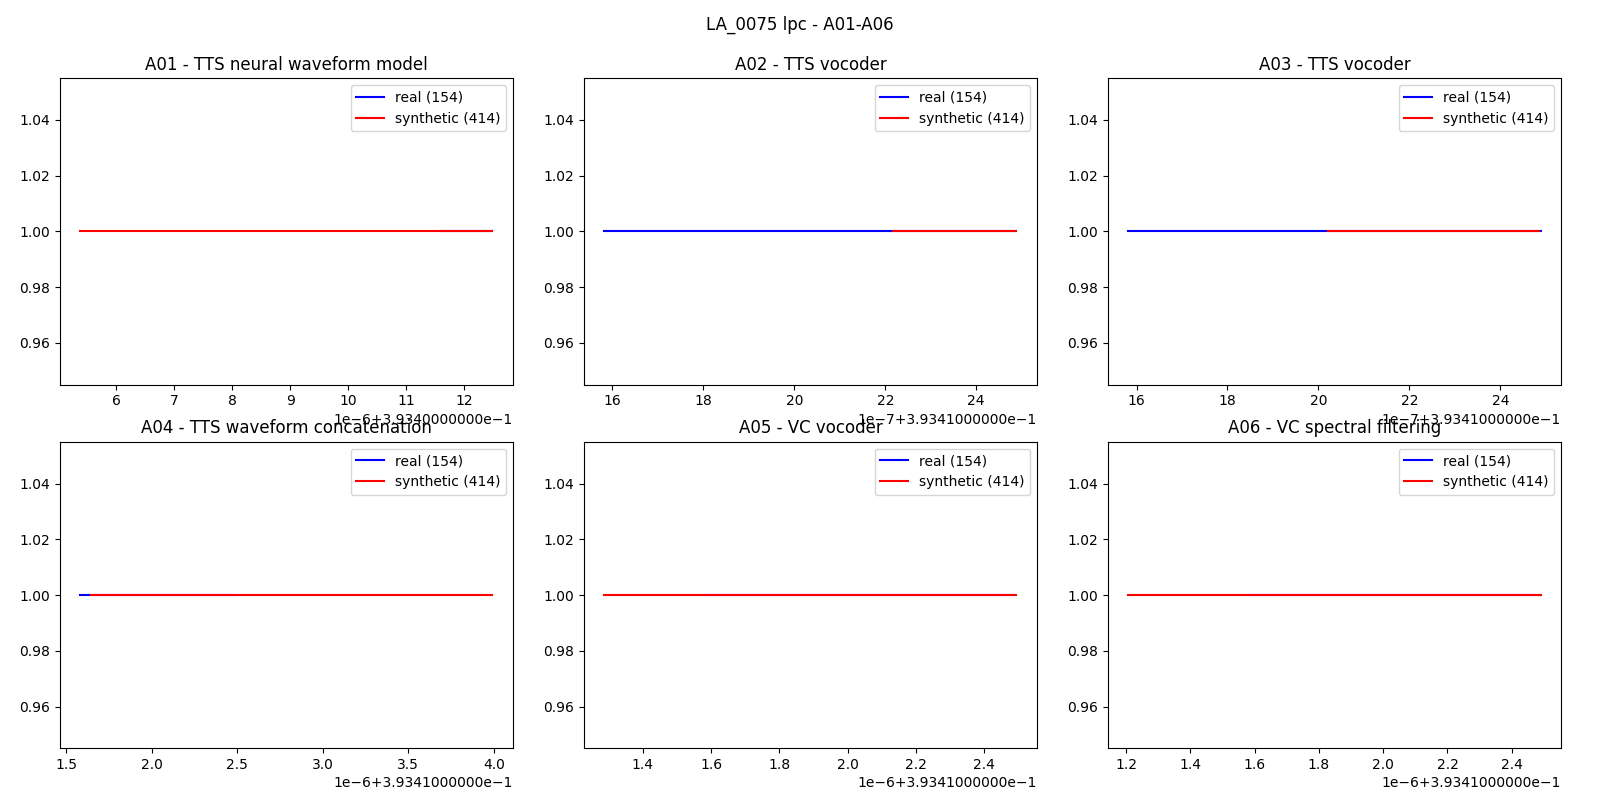 LA_0075 lpc - A01-A06
A01 - TTS neural waveform model
real (154)
synthetic (414)
1.04
1.02
1.00
0.98
0.96
6 7 8 9 10 11 12
1e−6+3.9341000000e−1
A02 - TTS vocoder
real (154)
synthetic (414)
1.04
1.02
1.00
0.98
0.96
16 18 20 22 24
1e−7+3.9341000000e−1
A03 - TTS vocoder
real (154)
synthetic (414)
1.04
1.02
1.00
0.98
0.96
16 18 20 22 24
1e−7+3.9341000000e−1
A04 - TTS waveform concatenation
real (154)
synthetic (414)
1.04
1.02
1.00
0.98
0.96
1.5 2.0 2.5 3.0 3.5 4.0
1e−6+3.9341000000e−1
A05 - VC vocoder
real (154)
synthetic (414)
1.04
1.02
1.00
0.98
0.96
1.4 1.6 1.8 2.0 2.2 2.4
1e−6+3.9341000000e−1
A06 - VC spectral filtering
real (154)
synthetic (414)
1.04
1.02
1.00
0.98
0.96
1.2 1.4 1.6 1.8 2.0 2.2 2.4
1e−6+3.9341000000e−1